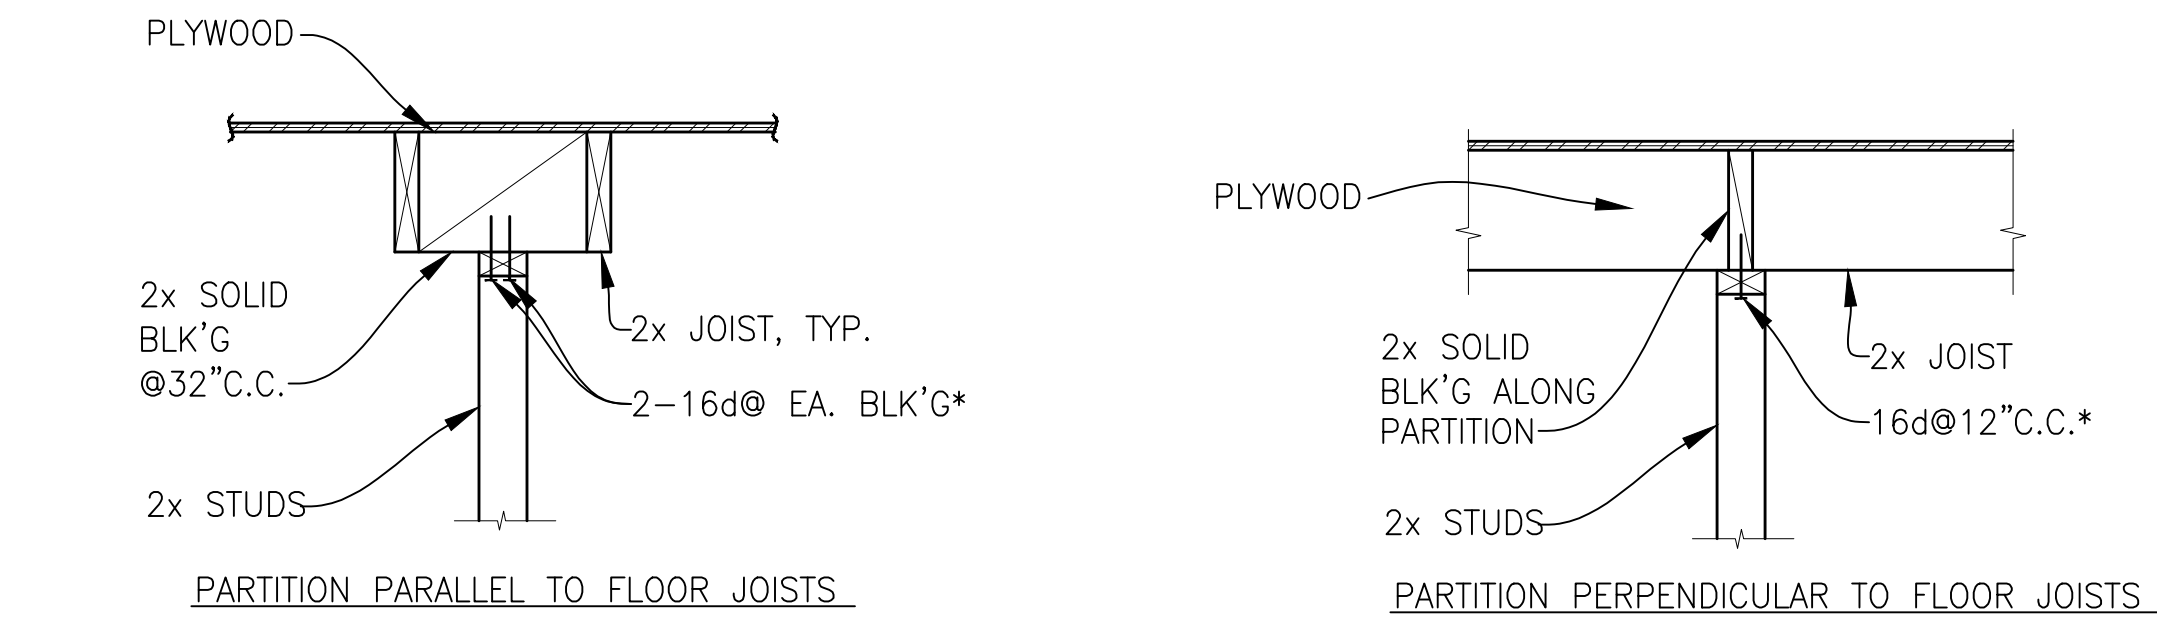 PLYWOOD
2x SOLID
BLK'G
@32"C.C.
2x JOIST, TYP.
2-16d@ EA. BLK'G*
2x STUDS
PARTITION PARALLEL TO FLOOR JOISTS
PLYWOOD
2x SOLID
BLK'G ALONG
PARTITION
2x JOIST
16d@12"C.C.*
2x STUDS
PARTITION PERPENDICULAR TO FLOOR JOISTS